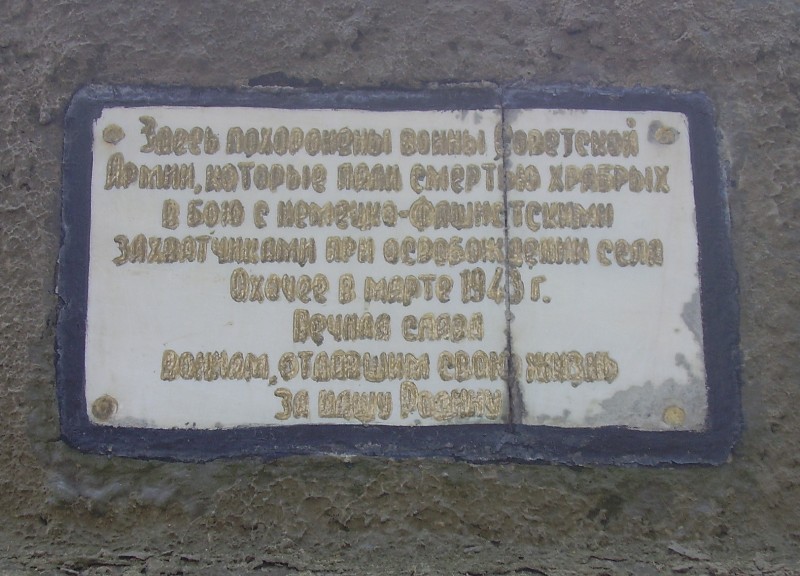 Здесь похоронены воины Советской
Армии, которые пали смертью храбрых
в бою с немецко-фашистскими
захватчиками при освобождении села
Охочее в марте 1943 г.
Вечная слава
воинам, отдавшим свою жизнь
за нашу Родину